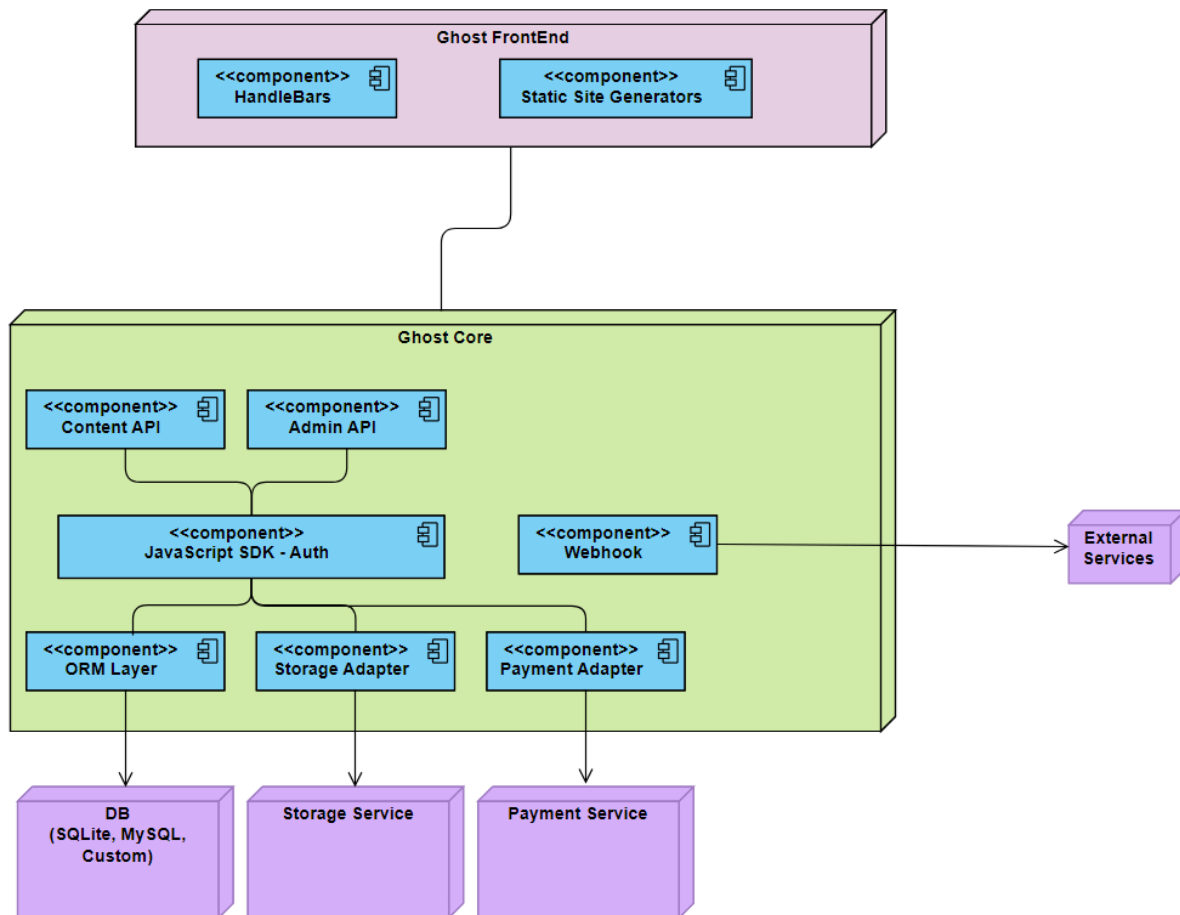 Ghost FrontEnd
<<component>>
HandleBars
<<component>>
Static Site Generators
Ghost Core
<<component>>
Content API
<<component>>
Admin API
<<component>>
JavaScript SDK - Auth
<<component>>
Webhook
External
Services
<<component>>
ORM Layer
<<component>>
Storage Adapter
<<component>>
Payment Adapter
DB
(SQLite, MySQL,
Custom)
Storage Service
Payment Service